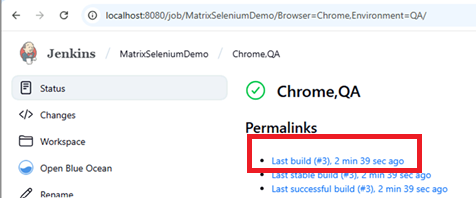 localhost:8080/job/MatrixSeleniumDemo/Browser=Chrome,Environment=QA/
Jenkins / MatrixSeleniumDemo / Chrome,QA
Status
Changes
Workspace
Open Blue Ocean
Rename
Chrome,QA
Permalinks
Last build (#3), 2 min 39 sec ago
Last stable build (#3), 2 min 39 sec ago
Last successful build (#3), 2 min 39 sec ago